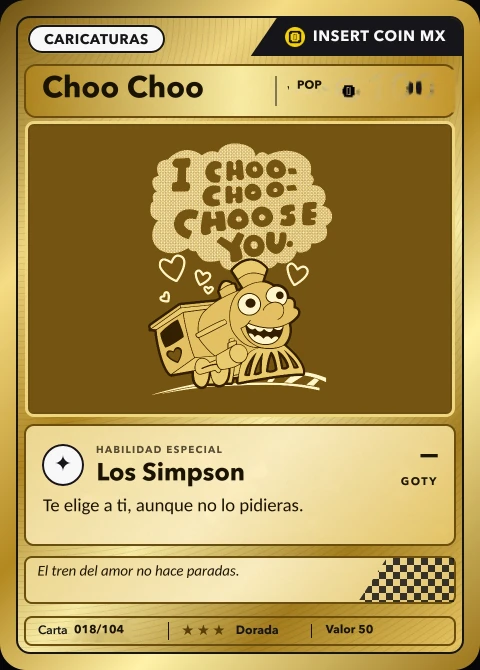 CARICATURAS
INSERT COIN MX
Choo Choo
POP
I CHOO-
CHOO-
CHOOSE
YOU.
HABILIDAD ESPECIAL
Los Simpson
—
GOTY
Te elige a ti, aunque no lo pidieras.
El tren del amor no hace paradas.
Carta 018/104 ★★★ Dorada Valor 50